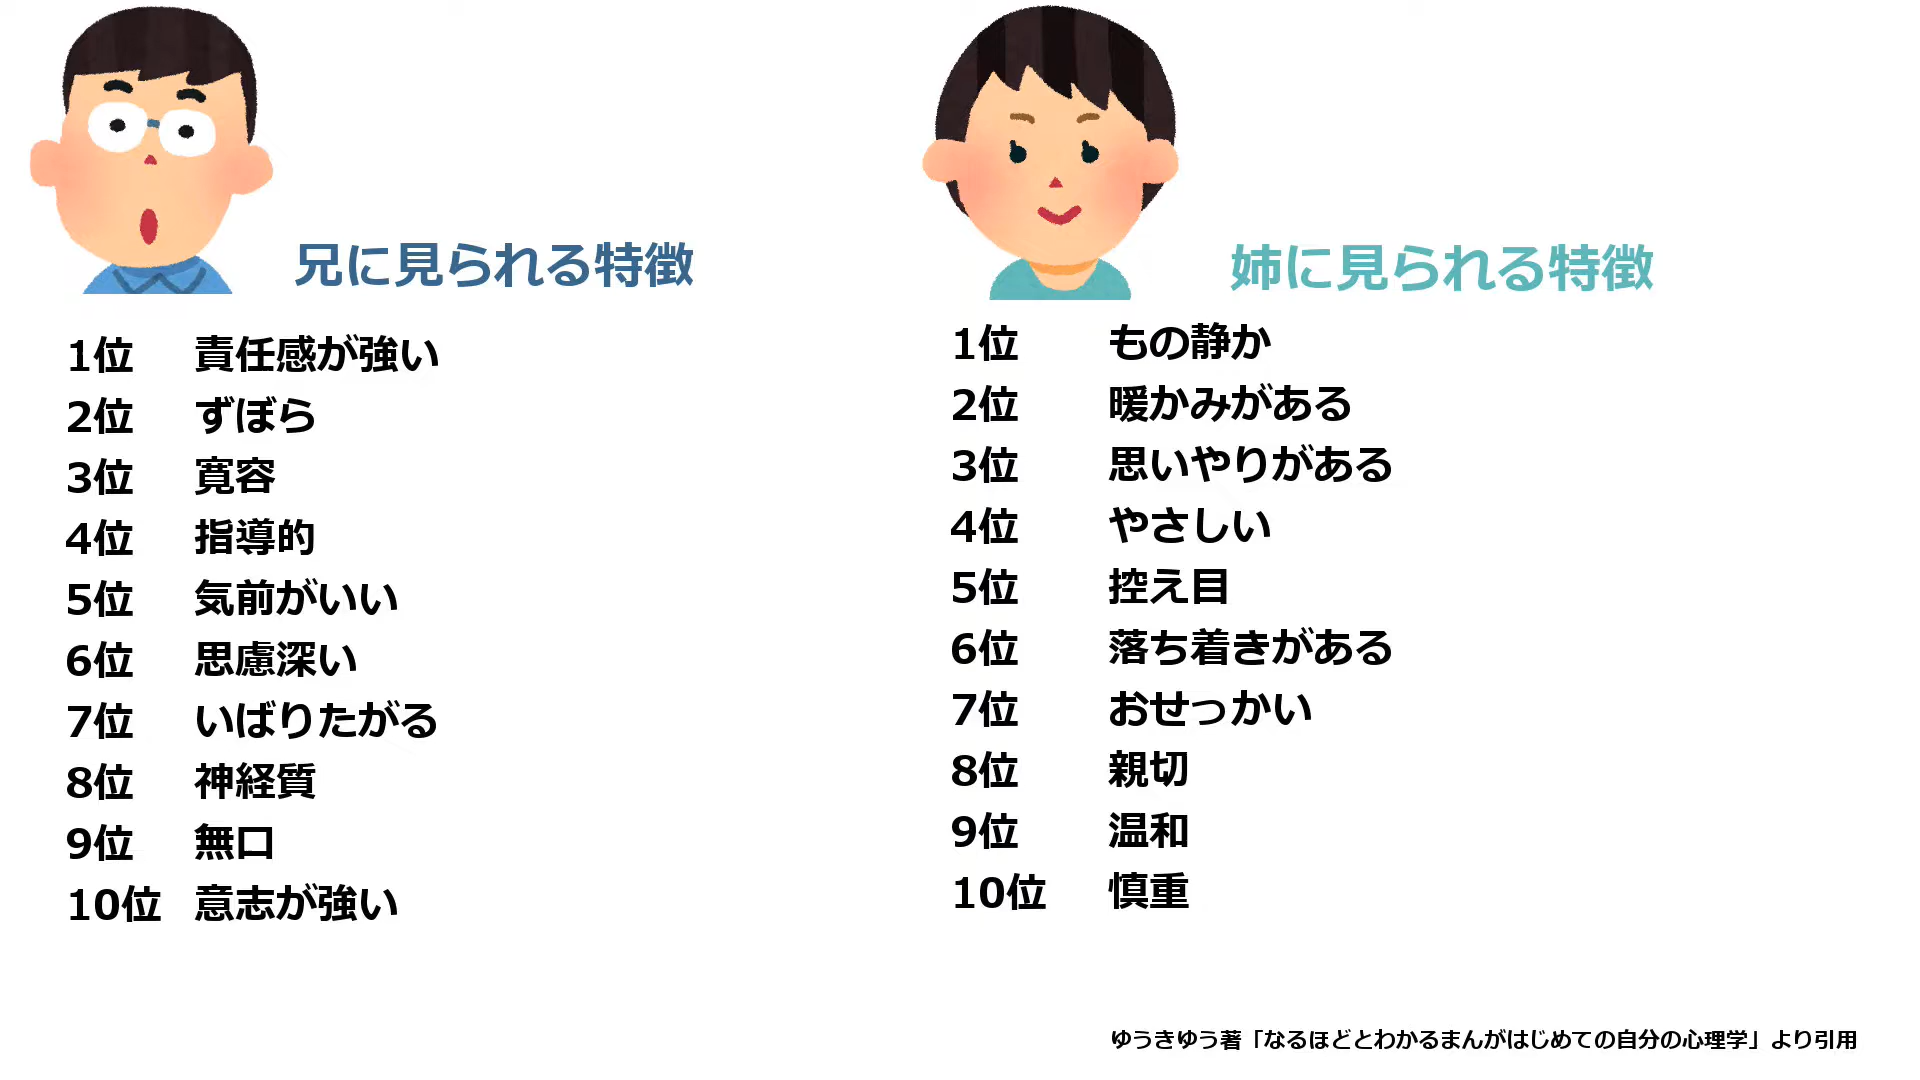 兄に見られる特徴
1位 責任感が強い
2位 ずぼら
3位 寛容
4位 指導的
5位 気前がいい
6位 思慮深い
7位 いばりたがる
8位 神経質
9位 無口
10位 意志が強い
姉に見られる特徴
1位 もの静か
2位 暖かみがある
3位 思いやりがある
4位 やさしい
5位 控え目
6位 落ち着きがある
7位 おせっかい
8位 親切
9位 温和
10位 慎重
ゆうきゆう著「なるほどとわかるまんがはじめての自分の心理学」より引用